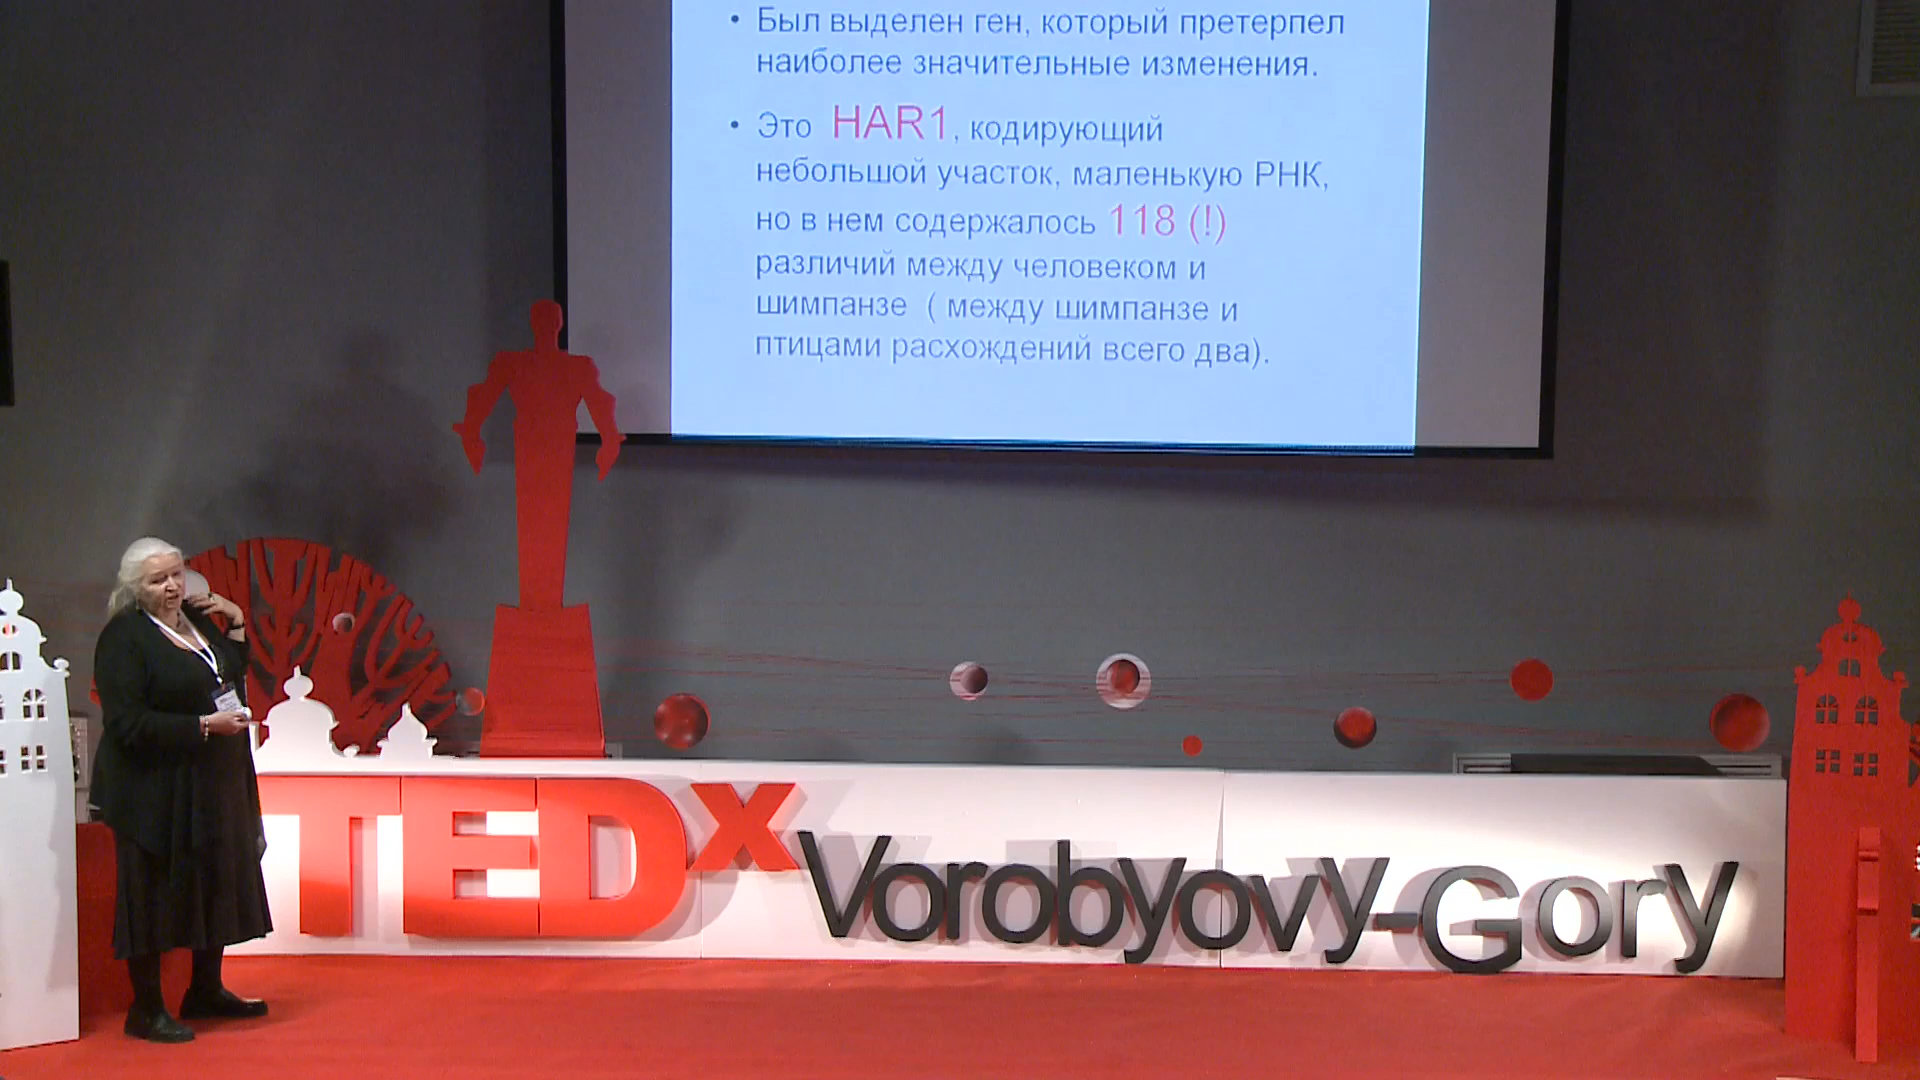 • Был выделен ген, который претерпел
наиболее значительные изменения.
• Это HAR1, кодирующий
небольшой участок, маленькую РНК,
но в нем содержалось 118 (!)
различий между человеком и
шимпанзе ( между шимпанзе и
птицами расхождений всего два).
TEDx Vorobyovy-Gory